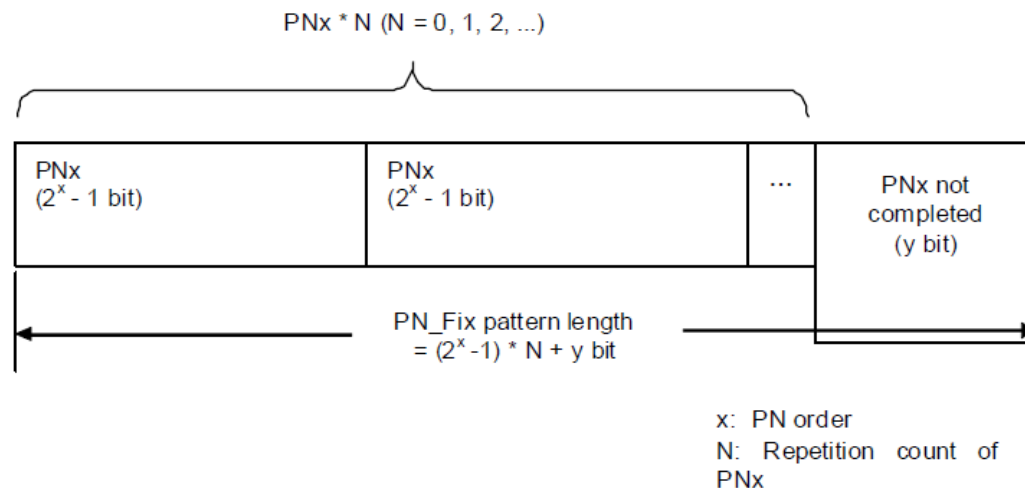 PNx * N (N = 0, 1, 2, ...)
PNx
(2^x - 1 bit)
PNx
(2^x - 1 bit)
...
PNx not
completed
(y bit)
PN_Fix pattern length
= (2^x -1) * N + y bit
x: PN order
N: Repetition count of
PNx